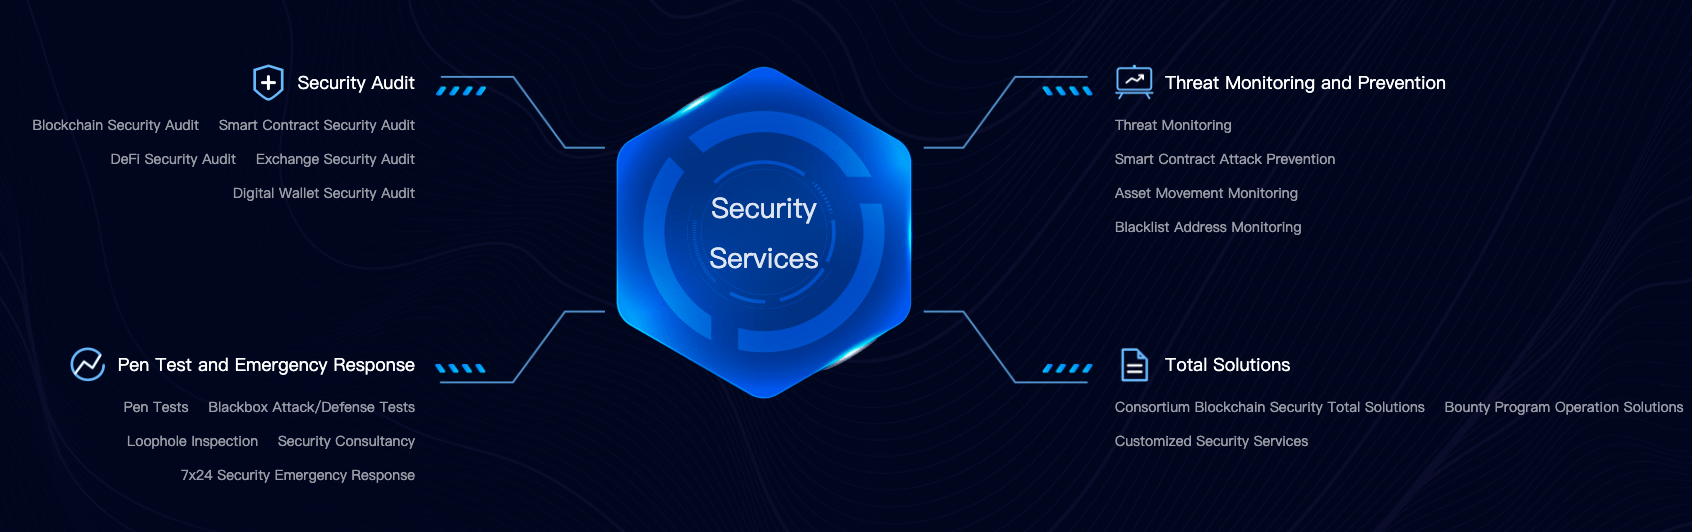 Security Audit
Blockchain Security Audit Smart Contract Security Audit
DeFi Security Audit Exchange Security Audit
Digital Wallet Security Audit
Security
Services
Threat Monitoring and Prevention
Threat Monitoring
Smart Contract Attack Prevention
Asset Movement Monitoring
Blacklist Address Monitoring
Pen Test and Emergency Response
Pen Tests Blackbox Attack/Defense Tests
Loophole Inspection Security Consultancy
7x24 Security Emergency Response
Total Solutions
Consortium Blockchain Security Total Solutions Bounty Program Operation Solutions
Customized Security Services